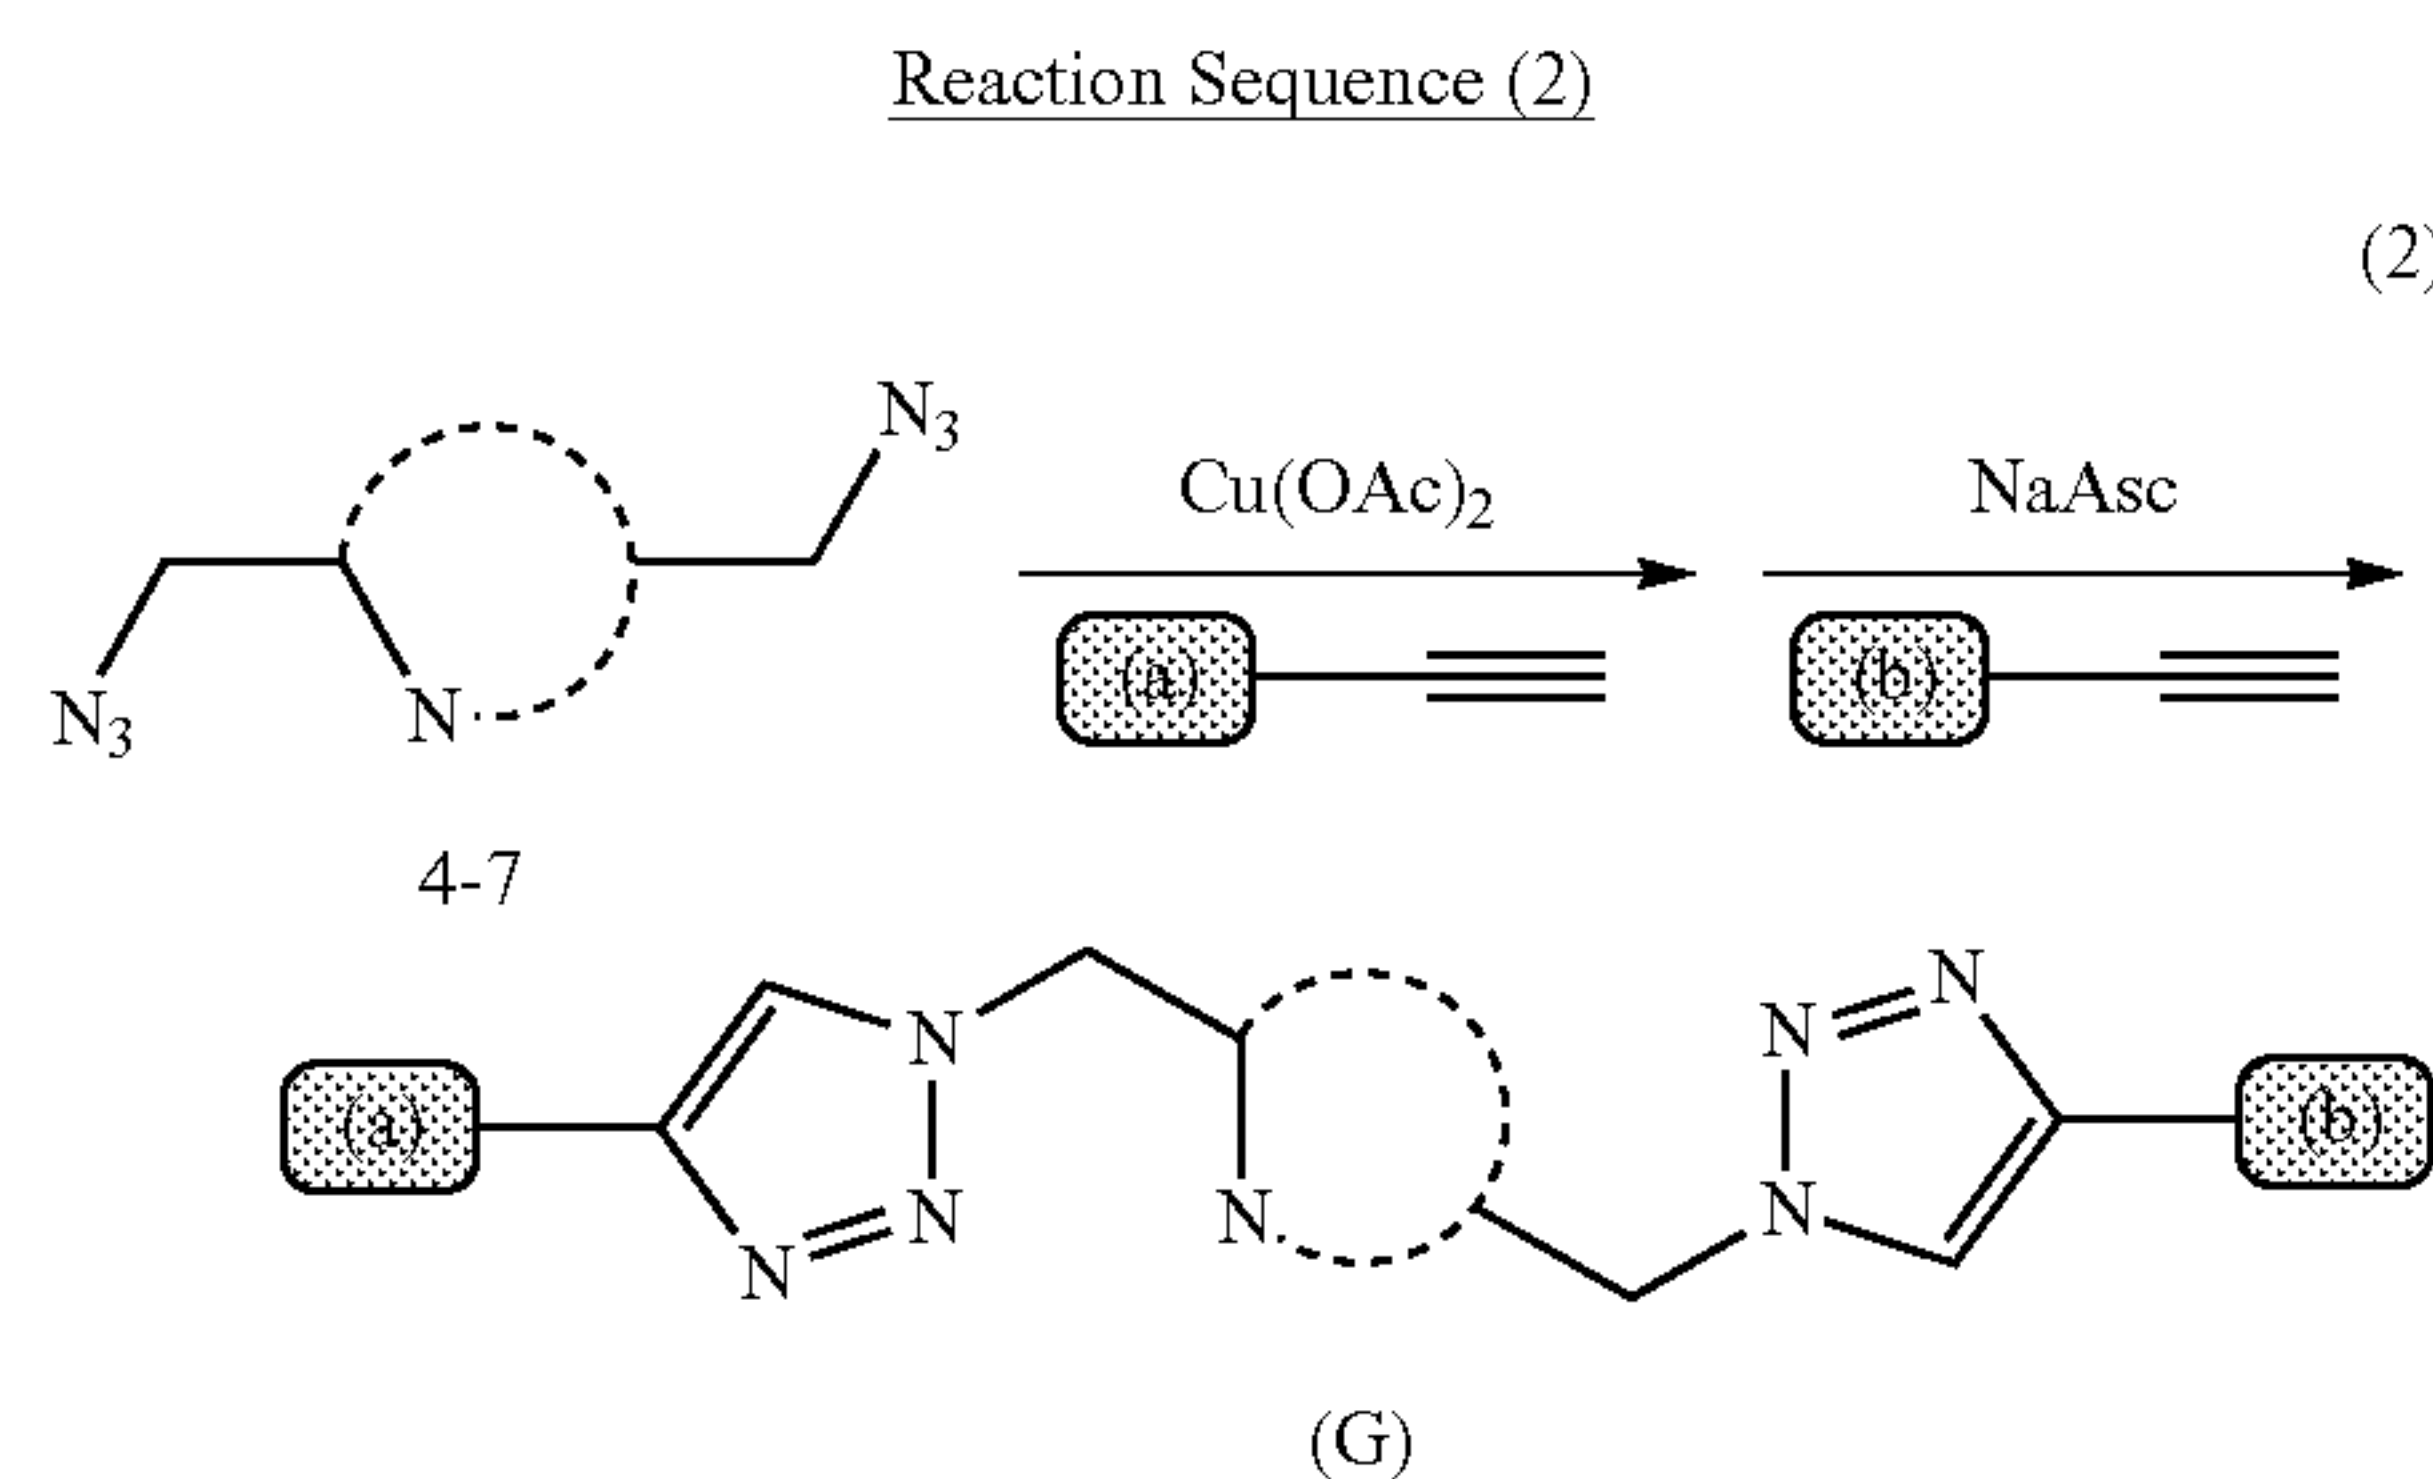 Reaction Sequence (2)
(2)
N3
Cu(OAc)2 NaAsc
(a) (b)
N3 N
4-7
N N N
N
(a) (b)
N N N
N
(G)